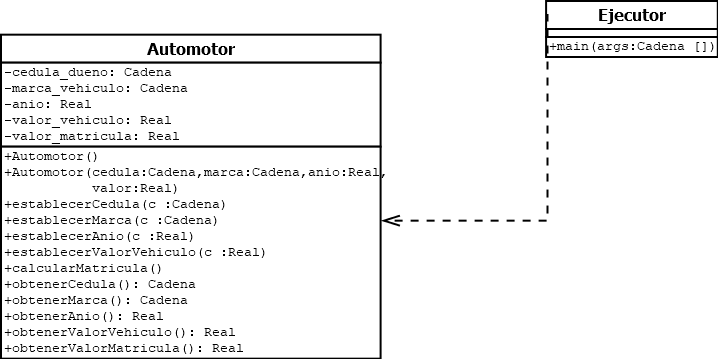 Ejecutor
+main(args:Cadena [])
Automotor
-cedula_dueno: Cadena
-marca_vehiculo: Cadena
-anio: Real
-valor_vehiculo: Real
-valor_matricula: Real
+Automotor()
+Automotor(cedula:Cadena,marca:Cadena,anio:Real,
valor:Real)
+establecerCedula(c :Cadena)
+establecerMarca(c :Cadena)
+establecerAnio(c :Real)
+establecerValorVehiculo(c :Real)
+calcularMatricula()
+obtenerCedula(): Cadena
+obtenerMarca(): Cadena
+obtenerAnio(): Real
+obtenerValorVehiculo(): Real
+obtenerValorMatricula(): Real